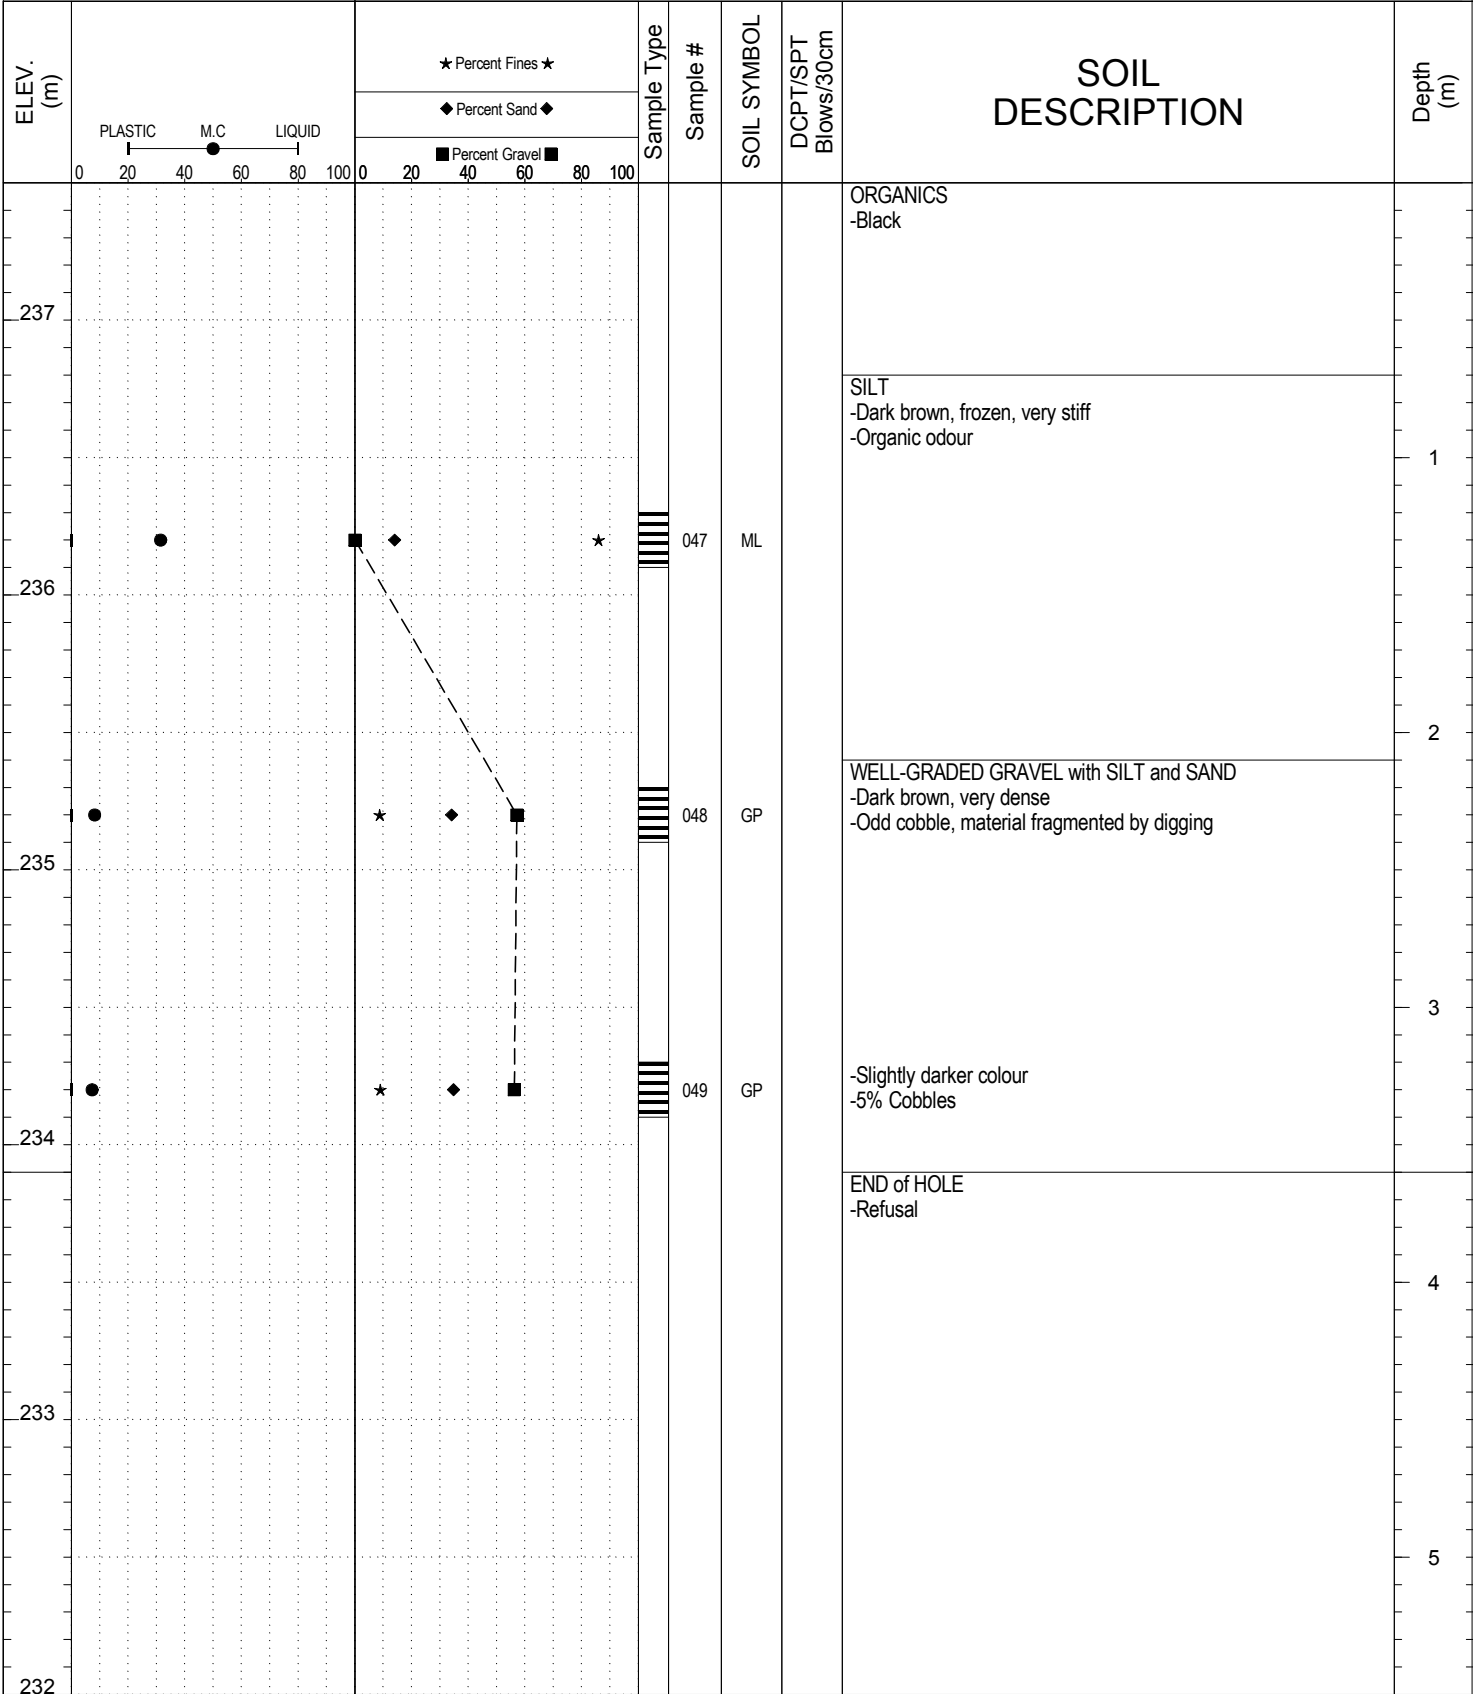 ELEV.
(m)
PLASTIC M.C LIQUID
0 20 40 60 80 100
★ Percent Fines ★
◆ Percent Sand ◆
■ Percent Gravel ■
0 20 40 60 80 100
Sample Type
Sample #
SOIL SYMBOL
DCPT/SPT
Blows/30cm
SOIL
DESCRIPTION
Depth
(m)
ORGANICS
-Black
237
SILT
-Dark brown, frozen, very stiff
-Organic odour
1
047 ML
236
2
WELL-GRADED GRAVEL with SILT and SAND
-Dark brown, very dense
-Odd cobble, material fragmented by digging
048 GP
235
3
-Slightly darker colour
-5% Cobbles
049 GP
234
END of HOLE
-Refusal
4
233
5
232